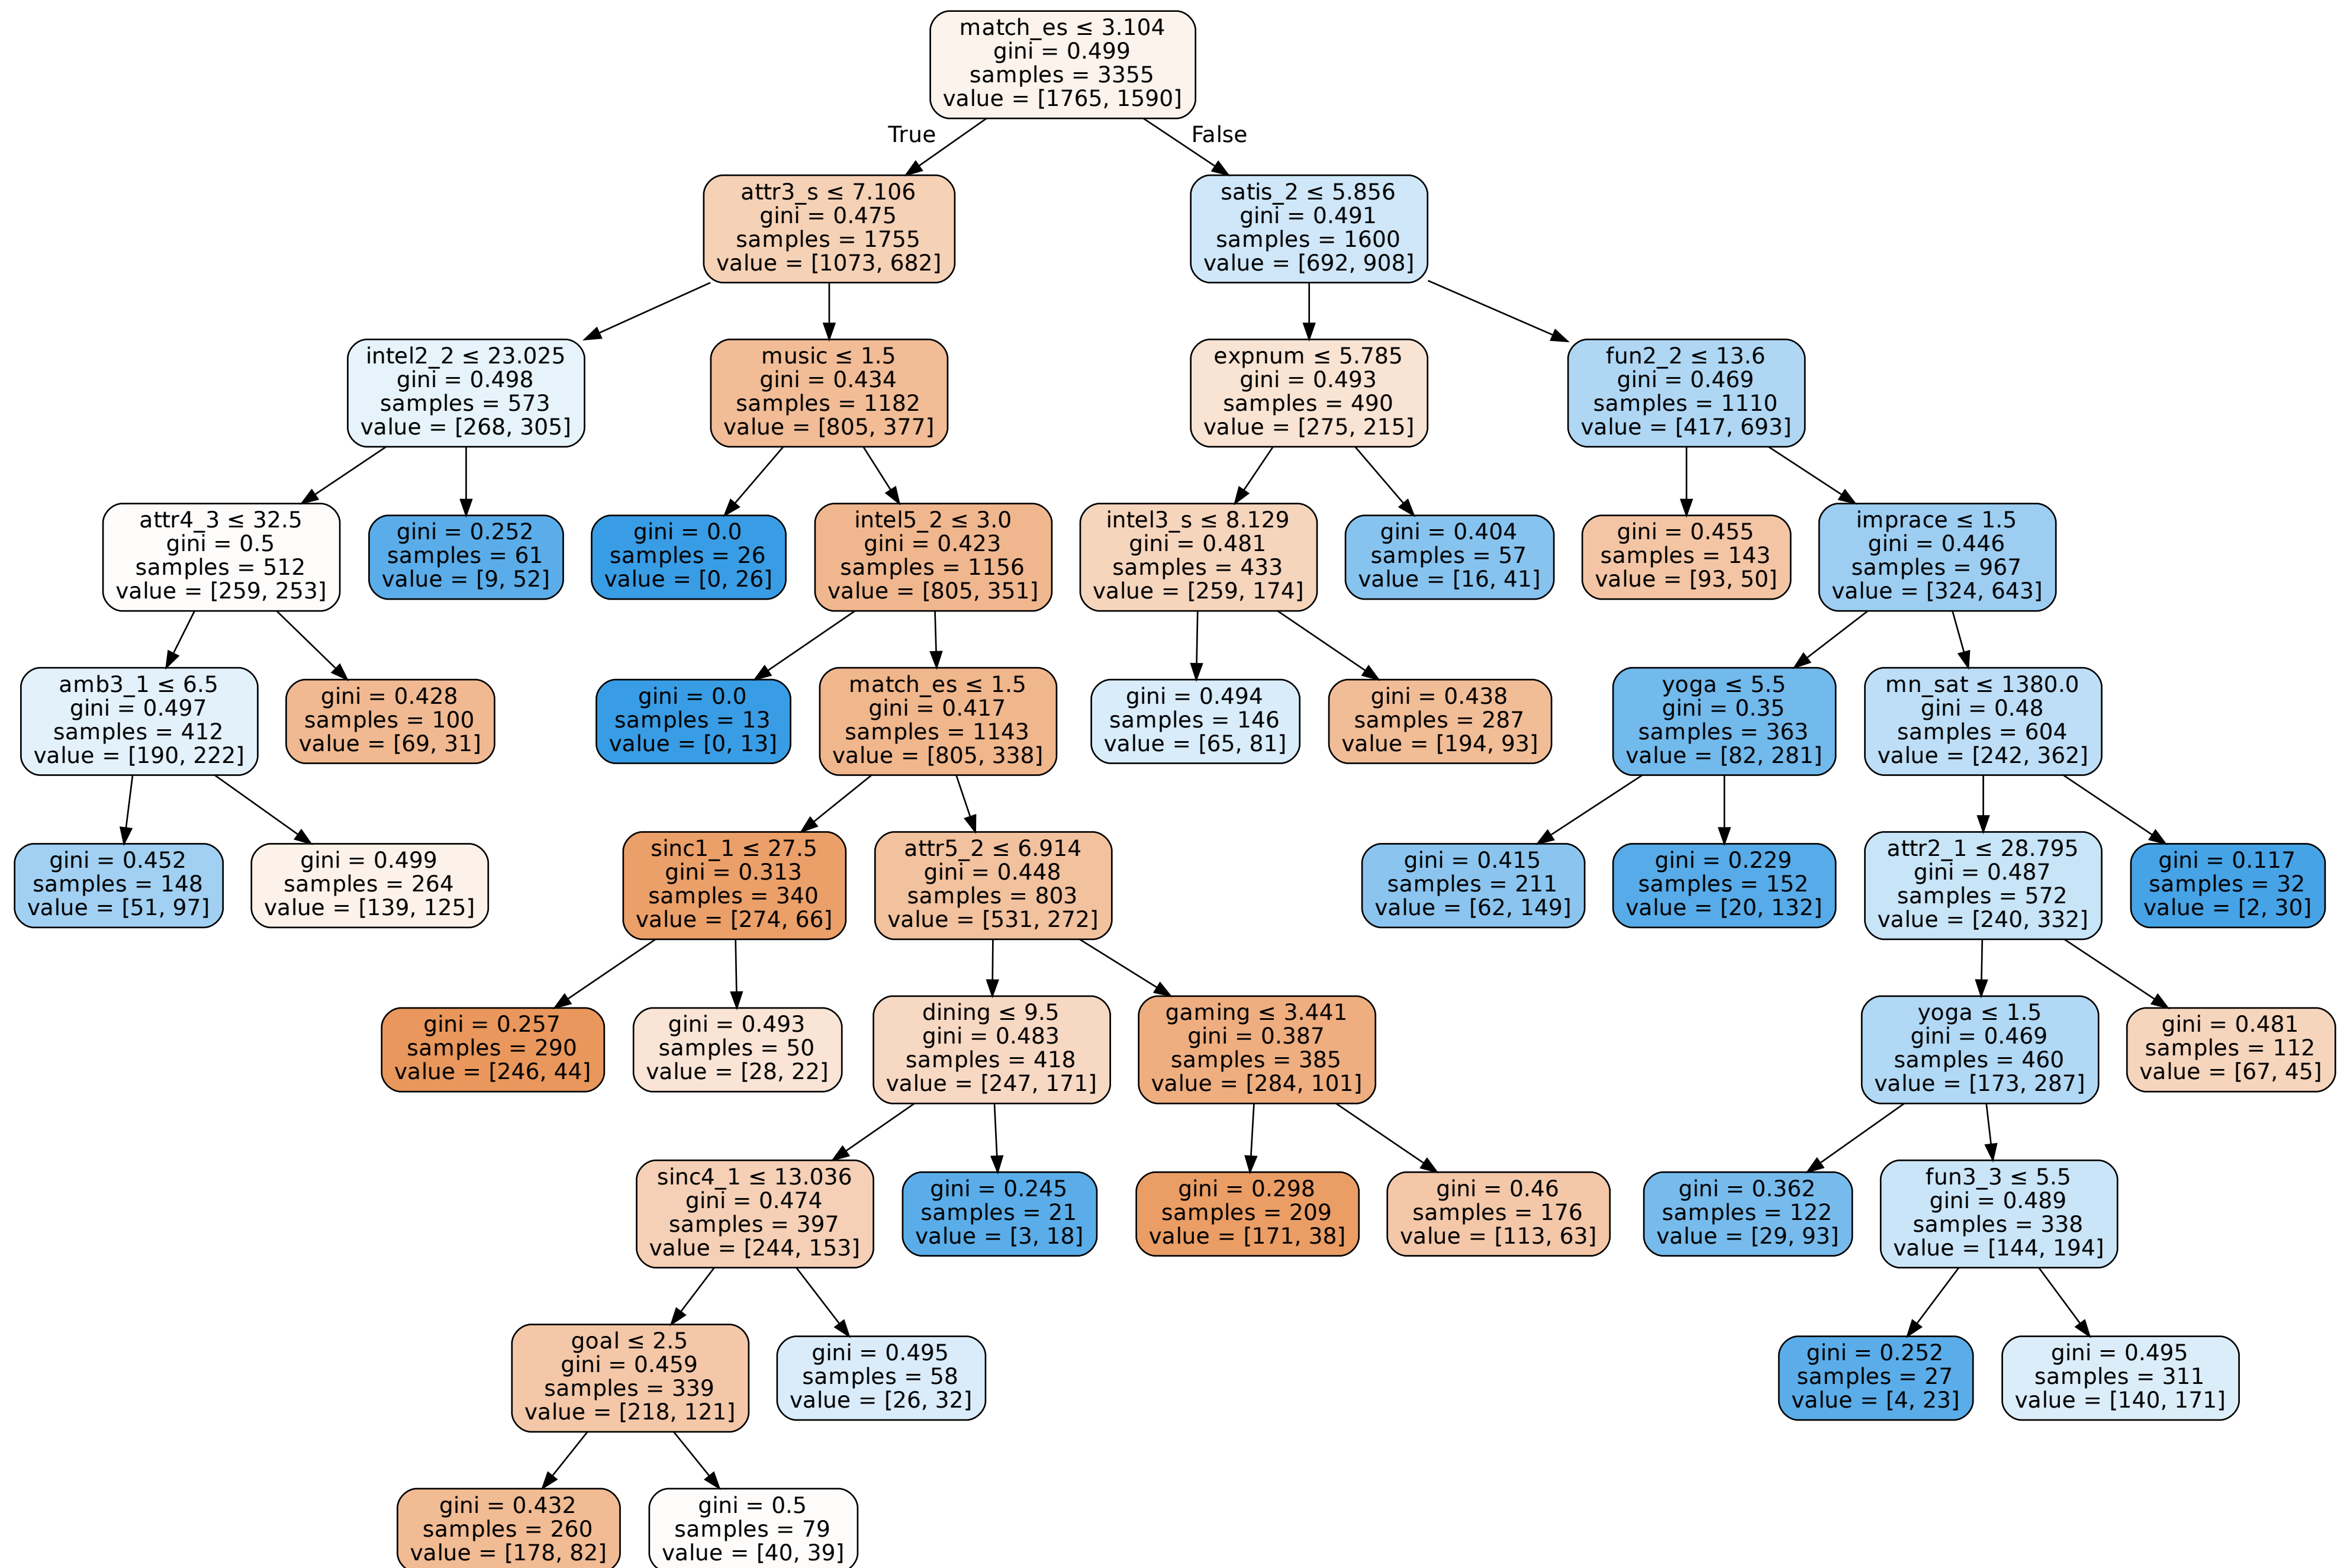 match_es ≤ 3.104
gini = 0.499
samples = 3355
value = [1765, 1590]
True
False
attr3_s ≤ 7.106
gini = 0.475
samples = 1755
value = [1073, 682]
satis_2 ≤ 5.856
gini = 0.491
samples = 1600
value = [692, 908]
intel2_2 ≤ 23.025
gini = 0.498
samples = 573
value = [268, 305]
music ≤ 1.5
gini = 0.434
samples = 1182
value = [805, 377]
expnum ≤ 5.785
gini = 0.493
samples = 490
value = [275, 215]
fun2_2 ≤ 13.6
gini = 0.469
samples = 1110
value = [417, 693]
attr4_3 ≤ 32.5
gini = 0.5
samples = 512
value = [259, 253]
gini = 0.252
samples = 61
value = [9, 52]
gini = 0.0
samples = 26
value = [0, 26]
intel5_2 ≤ 3.0
gini = 0.423
samples = 1156
value = [805, 351]
intel3_s ≤ 8.129
gini = 0.481
samples = 433
value = [259, 174]
gini = 0.404
samples = 57
value = [16, 41]
gini = 0.455
samples = 143
value = [93, 50]
imprace ≤ 1.5
gini = 0.446
samples = 967
value = [324, 643]
amb3_1 ≤ 6.5
gini = 0.497
samples = 412
value = [190, 222]
gini = 0.428
samples = 100
value = [69, 31]
gini = 0.0
samples = 13
value = [0, 13]
match_es ≤ 1.5
gini = 0.417
samples = 1143
value = [805, 338]
gini = 0.494
samples = 146
value = [65, 81]
gini = 0.438
samples = 287
value = [194, 93]
yoga ≤ 5.5
gini = 0.35
samples = 363
value = [82, 281]
mn_sat ≤ 1380.0
gini = 0.48
samples = 604
value = [242, 362]
gini = 0.452
samples = 148
value = [51, 97]
gini = 0.499
samples = 264
value = [139, 125]
sinc1_1 ≤ 27.5
gini = 0.313
samples = 340
value = [274, 66]
attr5_2 ≤ 6.914
gini = 0.448
samples = 803
value = [531, 272]
gini = 0.415
samples = 211
value = [62, 149]
gini = 0.229
samples = 152
value = [20, 132]
attr2_1 ≤ 28.795
gini = 0.487
samples = 572
value = [240, 332]
gini = 0.117
samples = 32
value = [2, 30]
gini = 0.257
samples = 290
value = [246, 44]
gini = 0.493
samples = 50
value = [28, 22]
dining ≤ 9.5
gini = 0.483
samples = 418
value = [247, 171]
gaming ≤ 3.441
gini = 0.387
samples = 385
value = [284, 101]
yoga ≤ 1.5
gini = 0.469
samples = 460
value = [173, 287]
gini = 0.481
samples = 112
value = [67, 45]
sinc4_1 ≤ 13.036
gini = 0.474
samples = 397
value = [244, 153]
gini = 0.245
samples = 21
value = [3, 18]
gini = 0.298
samples = 209
value = [171, 38]
gini = 0.46
samples = 176
value = [113, 63]
gini = 0.362
samples = 122
value = [29, 93]
fun3_3 ≤ 5.5
gini = 0.489
samples = 338
value = [144, 194]
goal ≤ 2.5
gini = 0.459
samples = 339
value = [218, 121]
gini = 0.495
samples = 58
value = [26, 32]
gini = 0.252
samples = 27
value = [4, 23]
gini = 0.495
samples = 311
value = [140, 171]
gini = 0.432
samples = 260
value = [178, 82]
gini = 0.5
samples = 79
value = [40, 39]